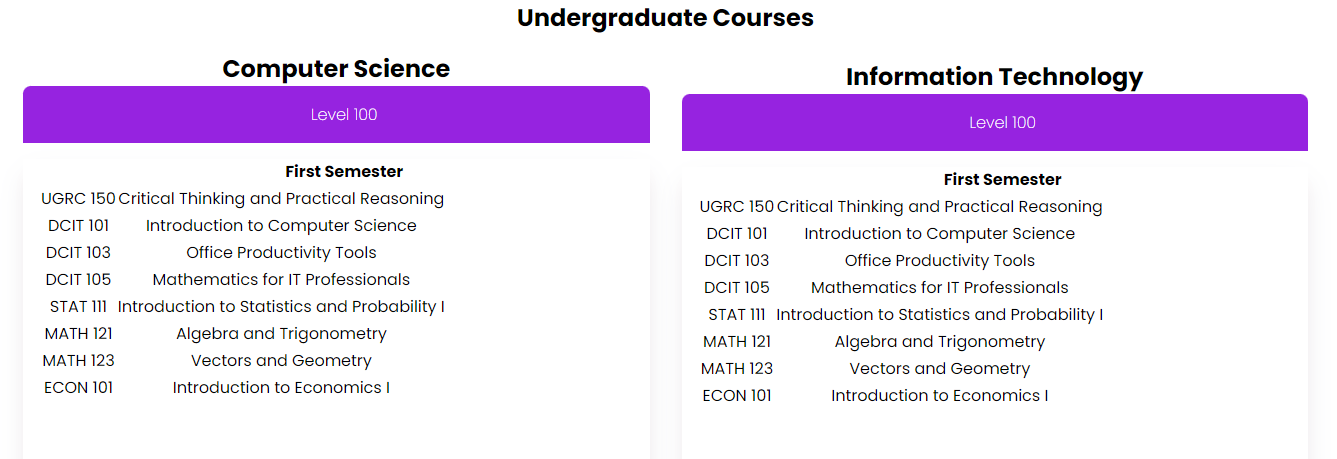 Undergraduate Courses
Computer Science
Level 100
First Semester
UGRC 150 Critical Thinking and Practical Reasoning
DCIT 101 Introduction to Computer Science
DCIT 103 Office Productivity Tools
DCIT 105 Mathematics for IT Professionals
STAT 111 Introduction to Statistics and Probability I
MATH 121 Algebra and Trigonometry
MATH 123 Vectors and Geometry
ECON 101 Introduction to Economics I
Information Technology
Level 100
First Semester
UGRC 150 Critical Thinking and Practical Reasoning
DCIT 101 Introduction to Computer Science
DCIT 103 Office Productivity Tools
DCIT 105 Mathematics for IT Professionals
STAT 111 Introduction to Statistics and Probability I
MATH 121 Algebra and Trigonometry
MATH 123 Vectors and Geometry
ECON 101 Introduction to Economics I